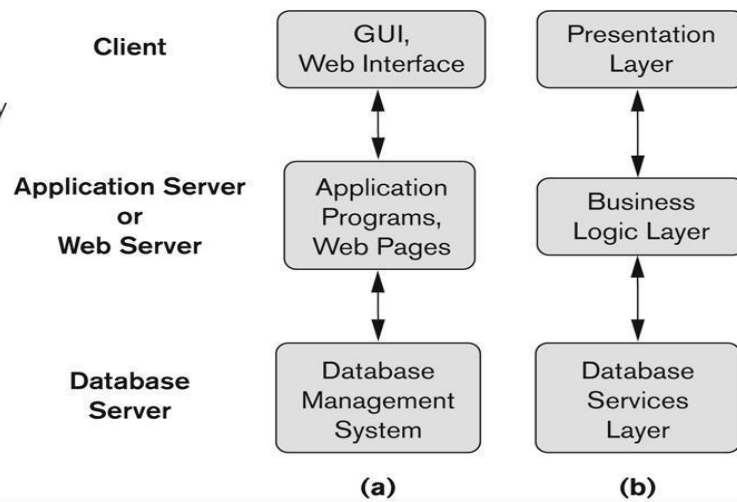 Client
GUI,
Web Interface
Presentation
Layer
y
Application Server
or
Web Server
Application
Programs,
Web Pages
Business
Logic Layer
Database
Server
Database
Management
System
Database
Services
Layer
(a)
(b)